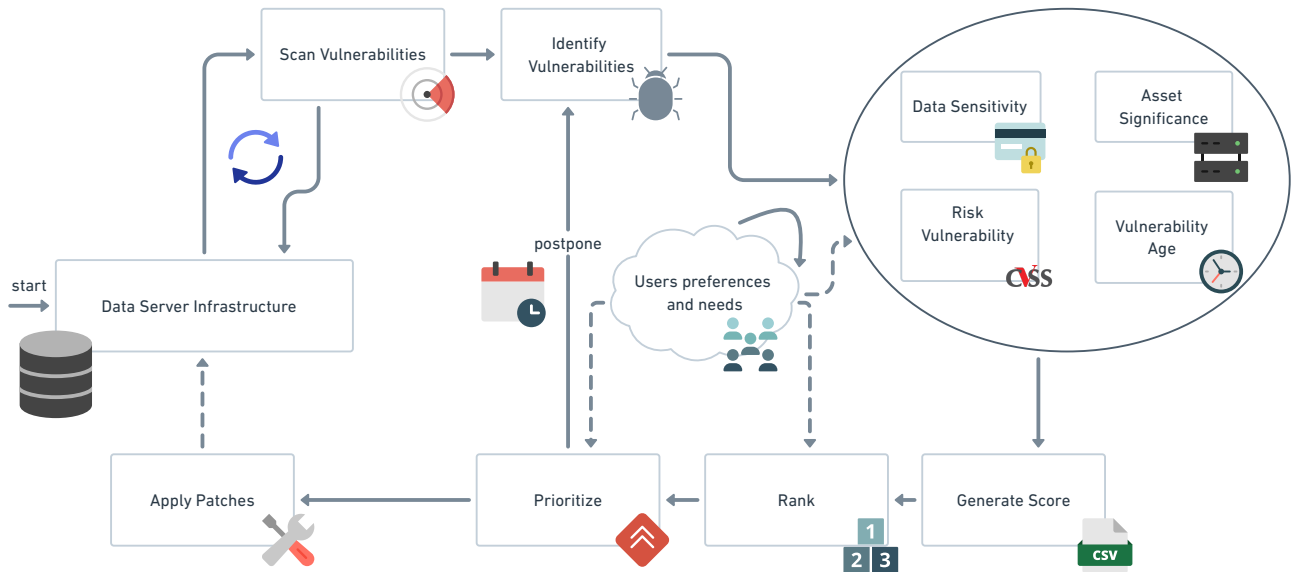 Scan Vulnerabilities
Identify
Vulnerabilities
Data Sensitivity
Asset
Significance
Risk
Vulnerability
CVSS
Vulnerability
Age
postpone
Users preferences
and needs
start
Data Server Infrastructure
Apply Patches
Prioritize
Rank
1
2 3
Generate Score
CSV